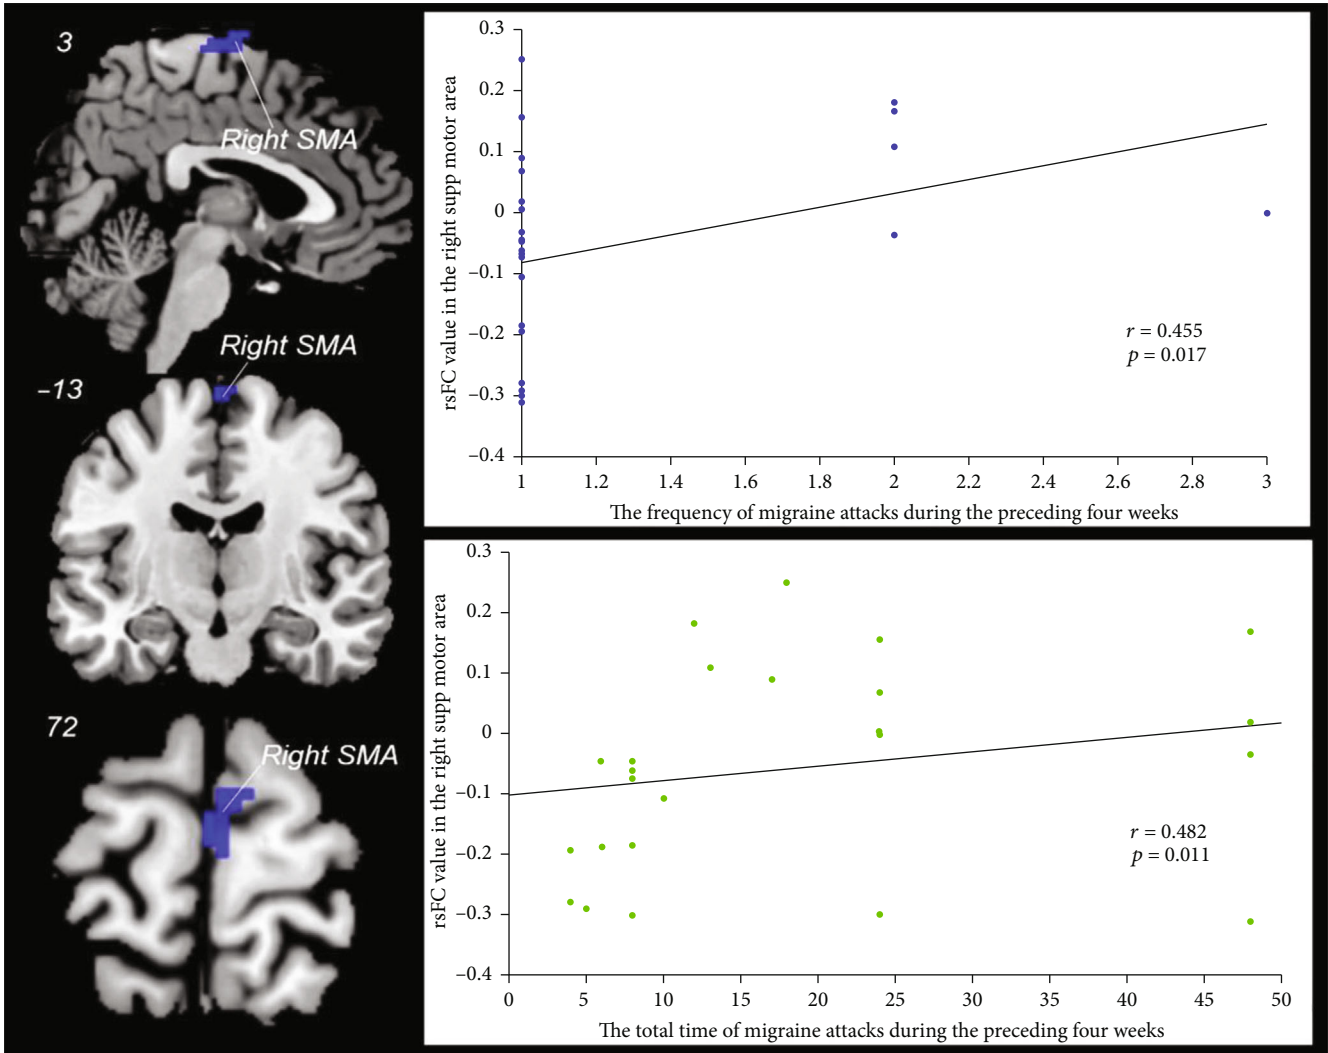 3
Right SMA
Right SMA
−13
72
Right SMA
0.3
0.2
0.1
0
−0.1
−0.2
−0.3
−0.4
rsFC value in the right supp motor area
r = 0.455
p = 0.017
1 1.2 1.4 1.6 1.8 2 2.2 2.4 2.6 2.8 3
The frequency of migraine attacks during the preceding four weeks
0.3
0.2
0.1
0
−0.1
−0.2
−0.3
−0.4
rsFC value in the right supp motor area
r = 0.482
p = 0.011
0 5 10 15 20 25 30 35 40 45 50
The total time of migraine attacks during the preceding four weeks